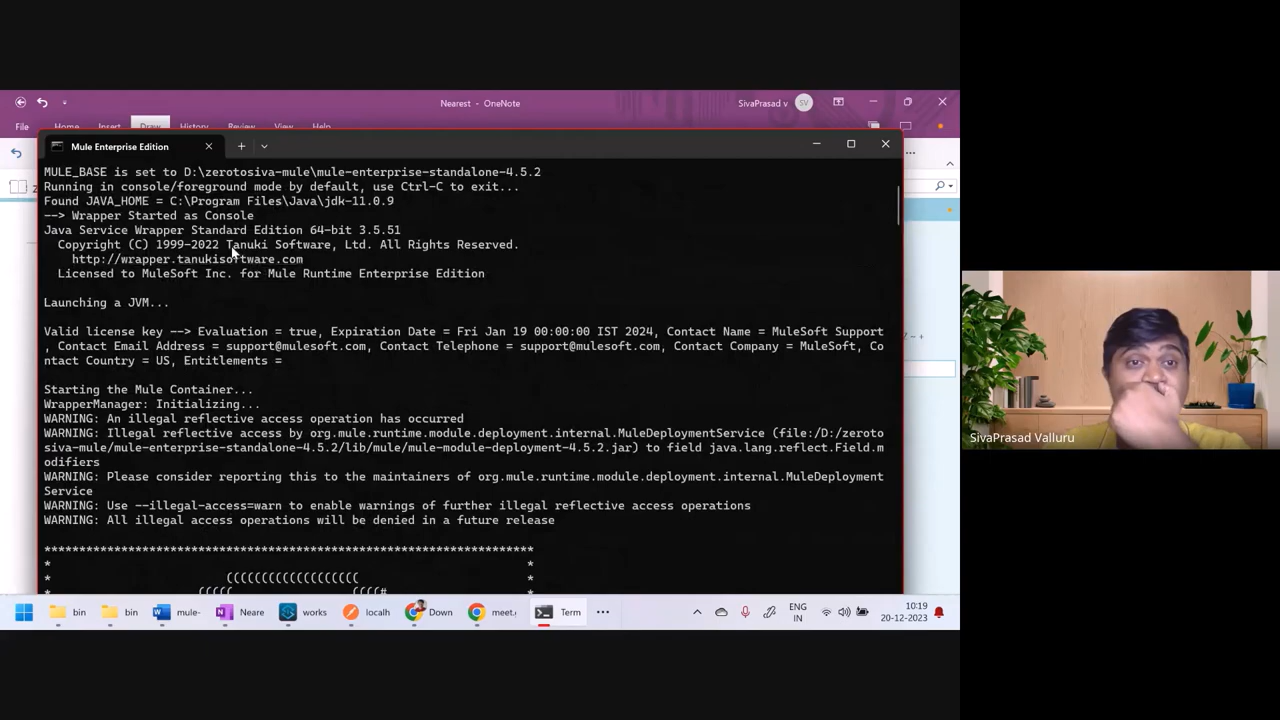 Nearest - OneNote
SivaPrasad v
SV
File
Home
Insert
Draw
History
Review
View
Help
Mule Enterprise Edition
MULE_BASE is set to D:\zerotosiva-mule\mule-enterprise-standalone-4.5.2
Running in console/foreground mode by default, use Ctrl-C to exit...
Found JAVA_HOME = C:\Program Files\Java\jdk-11.0.9
--> Wrapper Started as Console
Java Service Wrapper Standard Edition 64-bit 3.5.51
Copyright (C) 1999-2022 Tanuki Software, Ltd. All Rights Reserved.
http://wrapper.tanukisoftware.com
Licensed to MuleSoft Inc. for Mule Runtime Enterprise Edition
Launching a JVM...
Valid license key --> Evaluation = true, Expiration Date = Fri Jan 19 00:00:00 IST 2024, Contact Name = MuleSoft Support
, Contact Email Address = support@mulesoft.com, Contact Telephone = support@mulesoft.com, Contact Company = MuleSoft, Co
ntact Country = US, Entitlements =
Starting the Mule Container...
WrapperManager: Initializing...
WARNING: An illegal reflective access operation has occurred
WARNING: Illegal reflective access by org.mule.runtime.module.deployment.internal.MuleDeploymentService (file:/D:/zeroto
siva-mule/mule-enterprise-standalone-4.5.2/lib/mule/mule-module-deployment-4.5.2.jar) to field java.lang.reflect.Field.m
odifiers
WARNING: Please consider reporting this to the maintainers of org.mule.runtime.module.deployment.internal.MuleDeployment
Service
WARNING: Use --illegal-access=warn to enable warnings of further illegal reflective access operations
WARNING: All illegal access operations will be denied in a future release
**********************************************************************
* *
* (((((((((((((((((((( *
SivaPrasad Valluru
bin
bin
mule-
Neare
works
localh
Down
meet.
Term
ENG
IN
10:19
20-12-2023